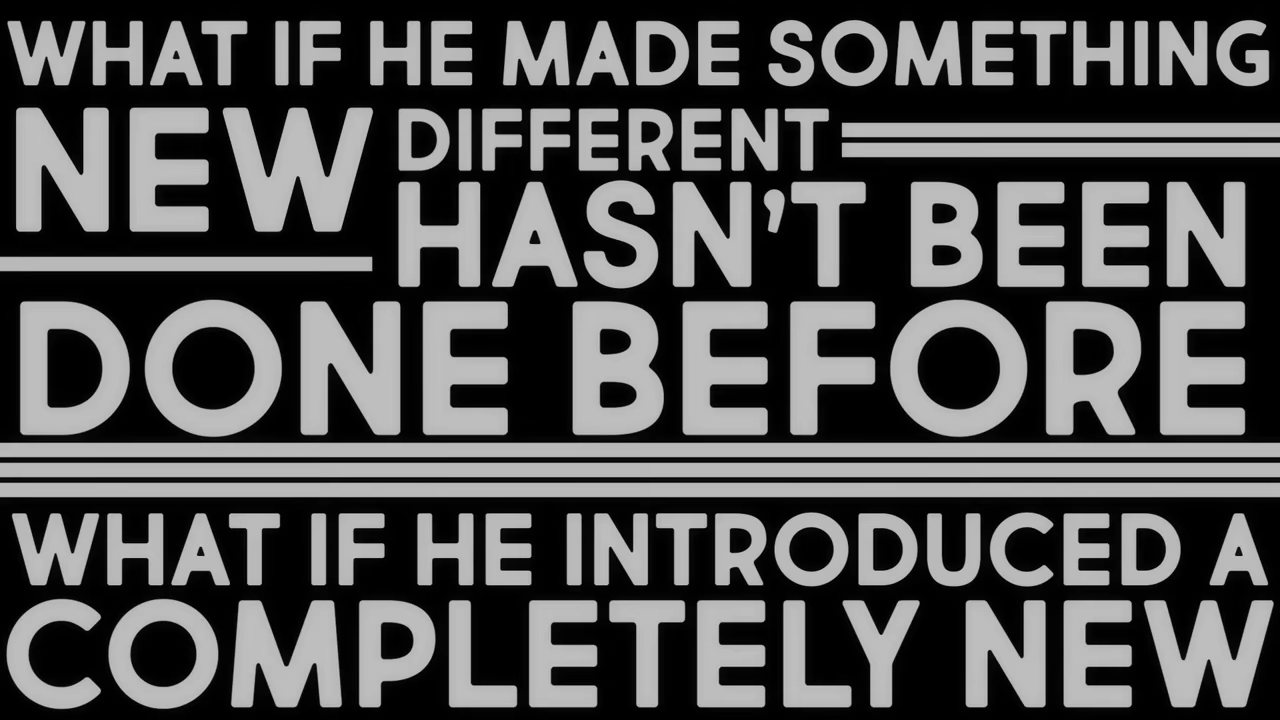 WHAT IF HE MADE SOMETHING
NEW DIFFERENT
HASN'T BEEN
DONE BEFORE
WHAT IF HE INTRODUCED A
COMPLETELY NEW